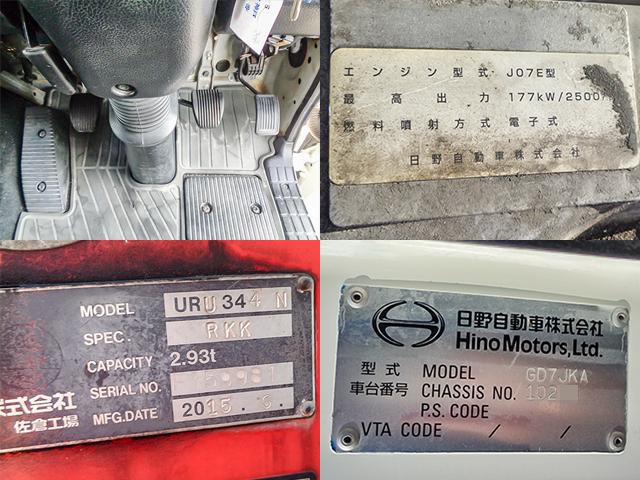 エンジン型式 J07E型
最高出力 177kW/2500
燃料噴射方式 電子式
日野自動車株式会社
MODEL URU344N
SPEC. RKK
CAPACITY 2.93t
SERIAL NO.
株式会社
佐倉工場
MFG.DATE 2015.6.
日野自動車株式会社
Hino Motors, Ltd.
型式 MODEL GD7JKA
車台番号 CHASSIS NO. 102
P.S. CODE
VTA CODE / /